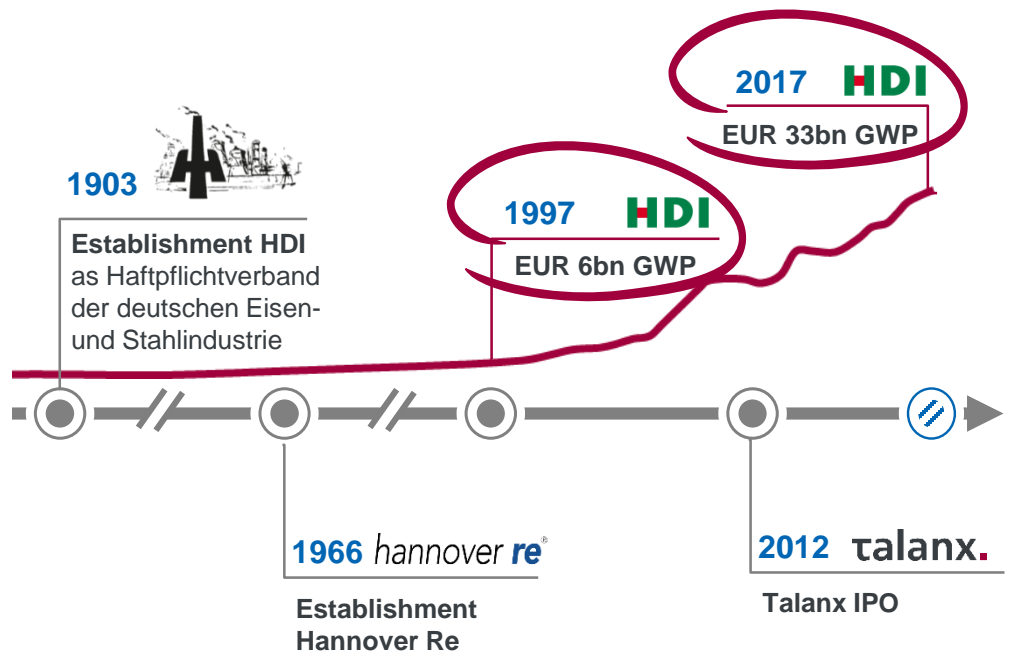 2017 HDI
EUR 33bn GWP
1903
1997 HDI
EUR 6bn GWP
Establishment HDI
as Haftpflichtverband
der deutschen Eisen-
und Stahlindustrie
1966 hannover re®
Establishment
Hannover Re
2012 talanx.
Talanx IPO